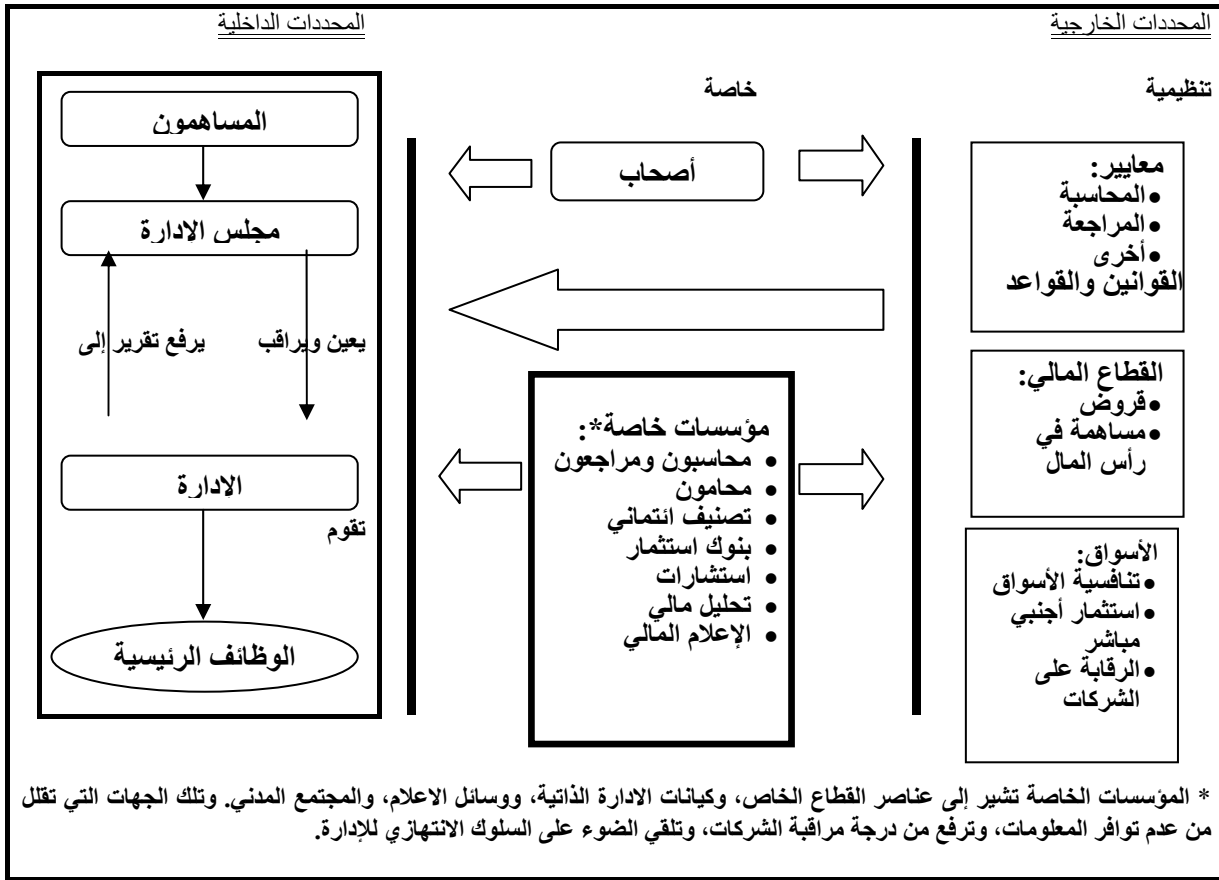 المحددات الخارجية
المحددات الداخلية
تنظيمية
خاصة
معايير:
•المحاسبة
•المراجعة
•أخرى
القوانين والقواعد
القطاع المالي:
•قروض
•مساهمة في
رأس المال
الأسواق:
•تنافسية الأسواق
•استثمار أجنبي
مباشر
•الرقابة على
الشركات
أصحاب
مؤسسات خاصة*:
• محاسبون ومراجعون
• محامون
• تصنيف ائتماني
• بنوك استثمار
• استشارات
• تحليل مالي
• الإعلام المالي
المساهمون
مجلس الإدارة
يعين ويراقب
يرفع تقرير إلى
الإدارة
تقوم
الوظائف الرئيسية
* المؤسسات الخاصة تشير إلى عناصر القطاع الخاص، وكيانات الادارة الذاتية، ووسائل الاعلام، والمجتمع المدني. وتلك الجهات التي تقلل
من عدم توافر المعلومات، وترفع من درجة مراقبة الشركات، وتلقي الضوء على السلوك الانتهازي للإدارة.